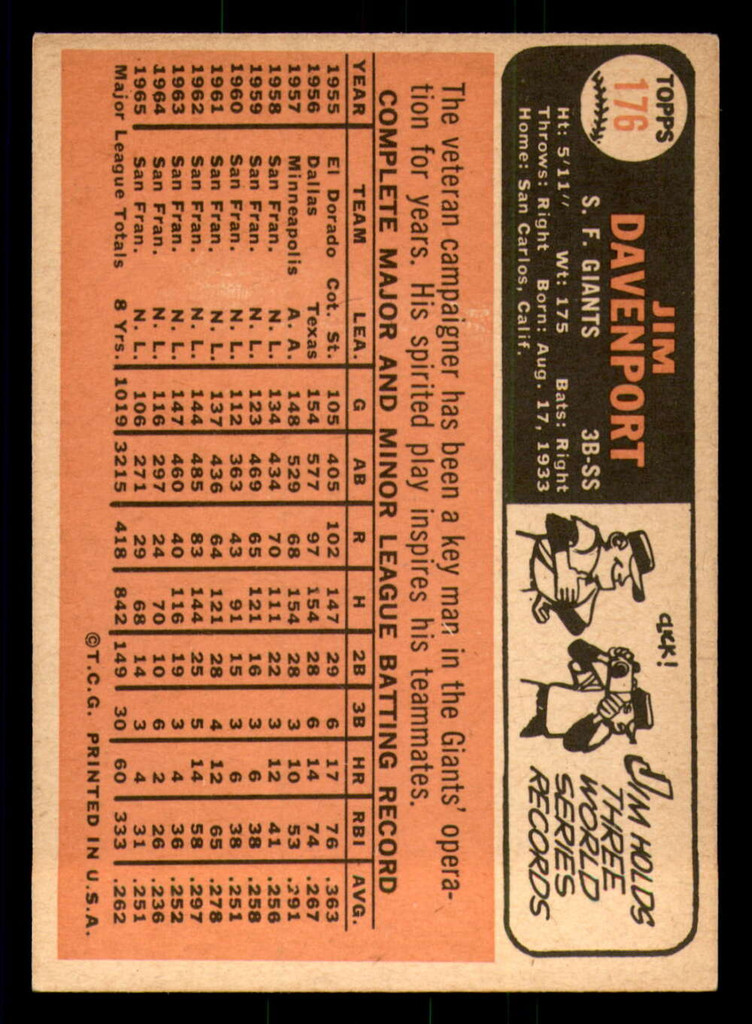 TOPPS
176
JIM
DAVENPORT
S. F. GIANTS 3B-SS
Ht: 5'11" Wt: 175 Bats: Right
Throws: Right Born: Aug. 17, 1933
Home: San Carlos, Calif.
CLICK!
JIM HOLDS
THREE
WORLD
SERIES
RECORDS
The veteran campaigner has been a key man in the Giants' opera-
tion for years. His spirited play inspires his teammates.
COMPLETE MAJOR AND MINOR LEAGUE BATTING RECORD
YEAR TEAM LEA. G AB R H 2B 3B HR RBI AVG.
1955 El Dorado Cot. St. 105 405 102 147 29 6 17 76 .363
1956 Dallas Texas 154 577 97 154 28 6 14 74 .267
1957 Minneapolis A. A. 148 529 68 154 28 3 10 53 .291
1958 San Fran. N. L. 134 434 70 111 22 3 12 41 .256
1959 San Fran. N. L. 123 469 65 121 16 3 6 38 .258
1960 San Fran. N. L. 112 363 43 91 15 3 6 38 .251
1961 San Fran. N. L. 137 436 64 121 28 4 12 65 .278
1962 San Fran. N. L. 144 485 83 144 25 5 14 58 .297
1963 San Fran. N. L. 147 460 40 116 19 3 4 36 .252
1964 San Fran. N. L. 116 297 24 70 10 6 2 26 .236
1965 San Fran. N. L. 106 271 29 68 14 3 4 31 .251
Major League Totals 8 Yrs. 1019 3215 418 842 149 30 60 333 .262
©T.C.G. PRINTED IN U.S.A.